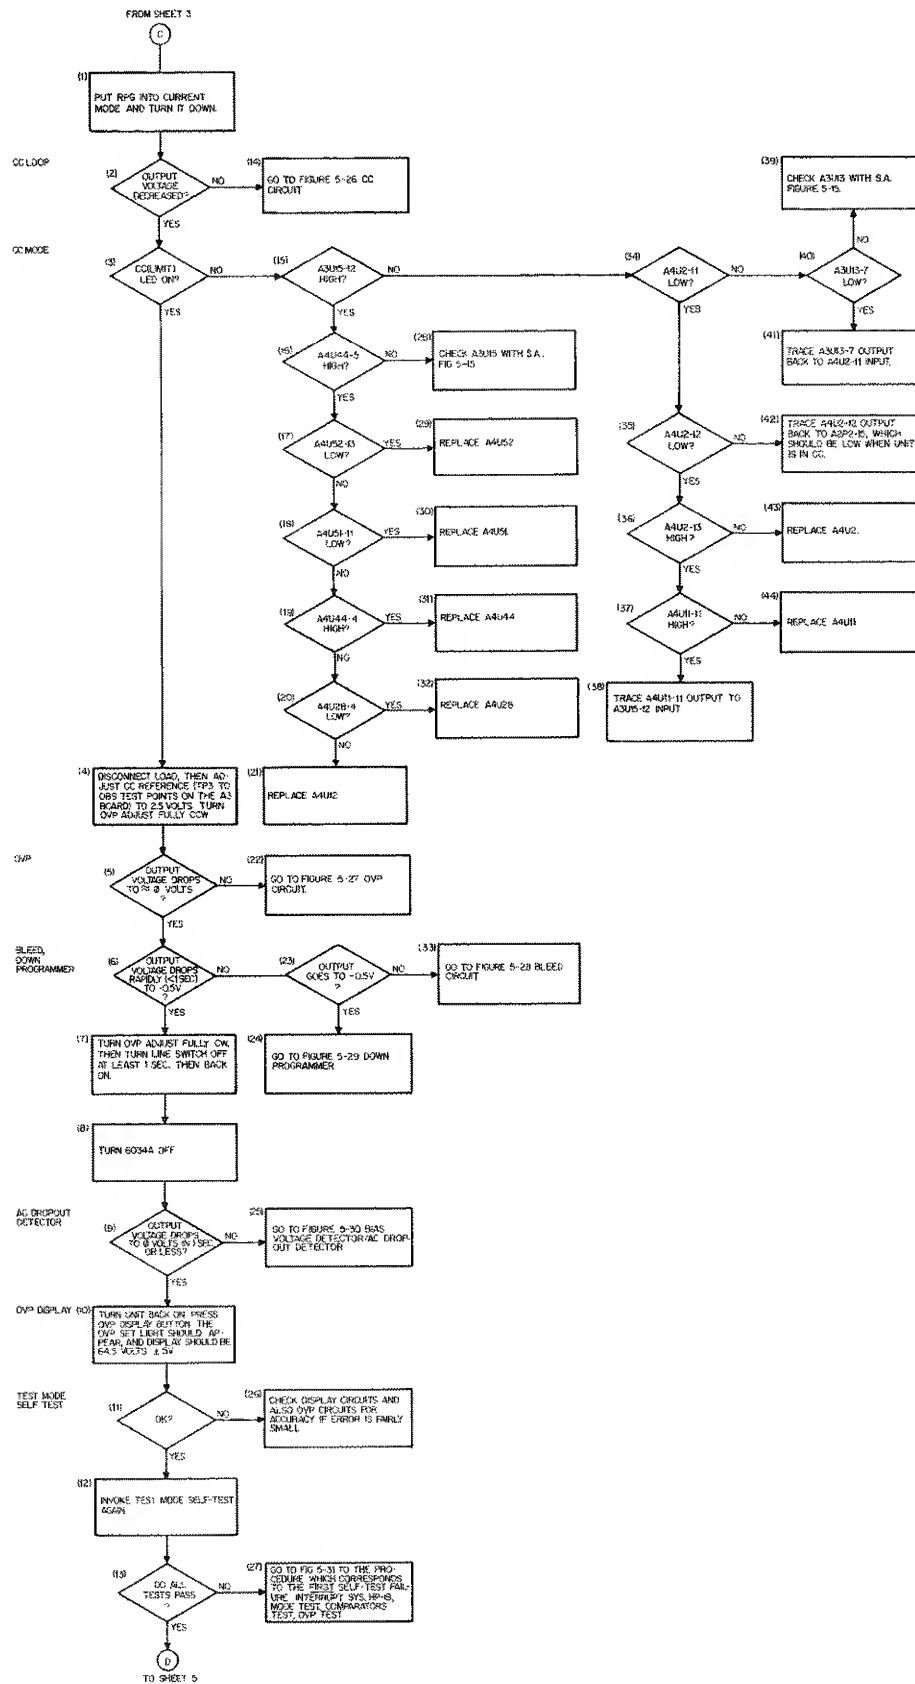 FROM SHEET 3
C
(1)
PUT RPG INTO CURRENT
MODE AND TURN IT DOWN.
CC LOOP
(2)
OUTPUT
VOLTAGE
DECREASED?
NO
YES
(14)
GO TO FIGURE 5-26 CC
CIRCUIT
CC MODE
(3)
CC(LIMIT)
LED ON?
NO
YES
(15)
A3U15-12
HIGH?
NO
YES
(34)
A4U2-11
LOW?
NO
YES
(40)
A3U13-7
LOW?
NO
YES
(39)
CHECK A3U13 WITH S.A.
FIGURE 5-15.
(41)
TRACE A3U13-7 OUTPUT
BACK TO A4U2-11 INPUT.
(16)
A4U44-5
HIGH?
NO
YES
(28)
CHECK A3U15 WITH S.A.,
FIG 5-15
(17)
A4U52-13
LOW?
YES
NO
(29)
REPLACE A4U52
(18)
A4U51-11
LOW?
YES
NO
(30)
REPLACE A4U51
(19)
A4U44-4
HIGH?
YES
NO
(31)
REPLACE A4U44
(20)
A4U28-4
LOW?
YES
NO
(32)
REPLACE A4U28
(21)
REPLACE A4U12
(35)
A4U2-12
LOW?
NO
YES
(42)
TRACE A4U2-12 OUTPUT
BACK TO A2P2-15, WHICH
SHOULD BE LOW WHEN UNIT
IS IN CC.
(36)
A4U2-13
HIGH?
NO
YES
(43)
REPLACE A4U2.
(37)
A4U11-11
HIGH?
NO
YES
(44)
REPLACE A4U11
(38)
TRACE A4U11-11 OUTPUT TO
A3U15-12 INPUT
(4)
DISCONNECT LOAD, THEN AD-
JUST CC REFERENCE (TP3 TO
OBS TEST POINTS ON THE A3
BOARD) TO 2.5 VOLTS. TURN
OVP ADJUST FULLY CCW
OVP
(5)
OUTPUT
VOLTAGE DROPS
TO ≈ 0 VOLTS
?
NO
YES
(22)
GO TO FIGURE 5-27 OVP
CIRCUIT.
BLEED,
DOWN
PROGRAMMER
(6)
OUTPUT
VOLTAGE DROPS
RAPIDLY (<1 SEC)
TO -0.5V
?
NO
YES
(23)
OUTPUT
GOES TO -0.5V
?
NO
YES
(33)
GO TO FIGURE 5-28 BLEED
CIRCUIT
(24)
GO TO FIGURE 5-29 DOWN
PROGRAMMER
(7)
TURN OVP ADJUST FULLY CW,
THEN TURN LINE SWITCH OFF
AT LEAST 1 SEC. THEN BACK
ON.
(8)
TURN 6034A OFF
AC DROPOUT
DETECTOR
(9)
OUTPUT
VOLTAGE DROPS
TO 0 VOLTS IN 1 SEC
OR LESS?
NO
YES
(25)
GO TO FIGURE 5-30 BIAS
VOLTAGE DETECTOR/AC DROP-
OUT DETECTOR
OVP DISPLAY (10)
TURN UNIT BACK ON. PRESS
OVP DISPLAY BUTTON. THE
OVP SET LIGHT SHOULD AP-
PEAR, AND DISPLAY SHOULD BE
64.5 VOLTS ± .5V
TEST MODE
SELF TEST
(11)
OK?
NO
YES
(26)
CHECK DISPLAY CIRCUITS AND
ALSO OVP CIRCUITS FOR
ACCURACY IF ERROR IS FAIRLY
SMALL
(12)
INVOKE TEST MODE SELF-TEST
AGAIN
(13)
DO ALL
TESTS PASS
?
NO
YES
(27)
GO TO FIG 5-31 TO THE PRO-
CEDURE WHICH CORRESPONDS
TO THE FIRST SELF-TEST FAIL-
URE INTERRUPT SYS, HP-IB,
MODE TEST, COMPARATORS
TEST, OVP TEST
D
TO SHEET 5